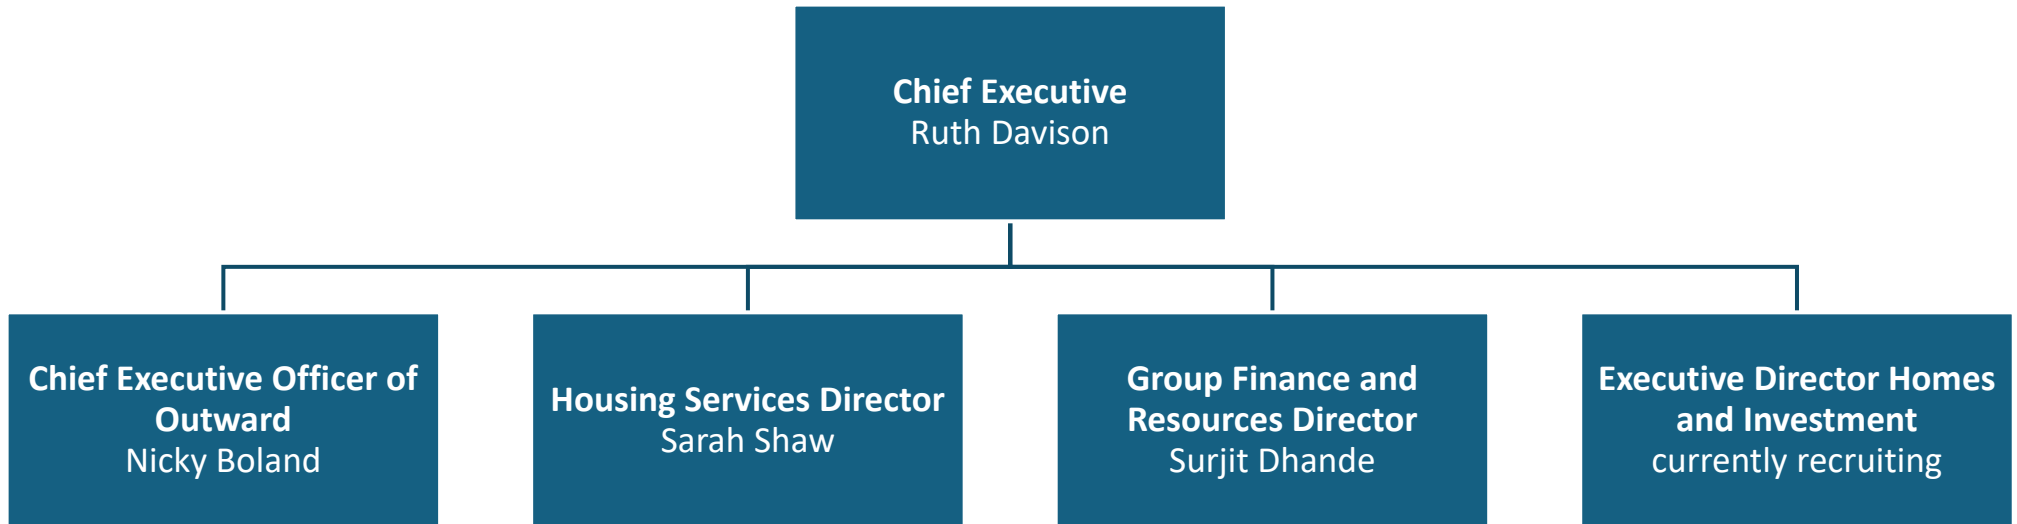 Chief Executive
Ruth Davison
Chief Executive Officer of
Outward
Nicky Boland
Housing Services Director
Sarah Shaw
Group Finance and
Resources Director
Surjit Dhande
Executive Director Homes
and Investment
currently recruiting